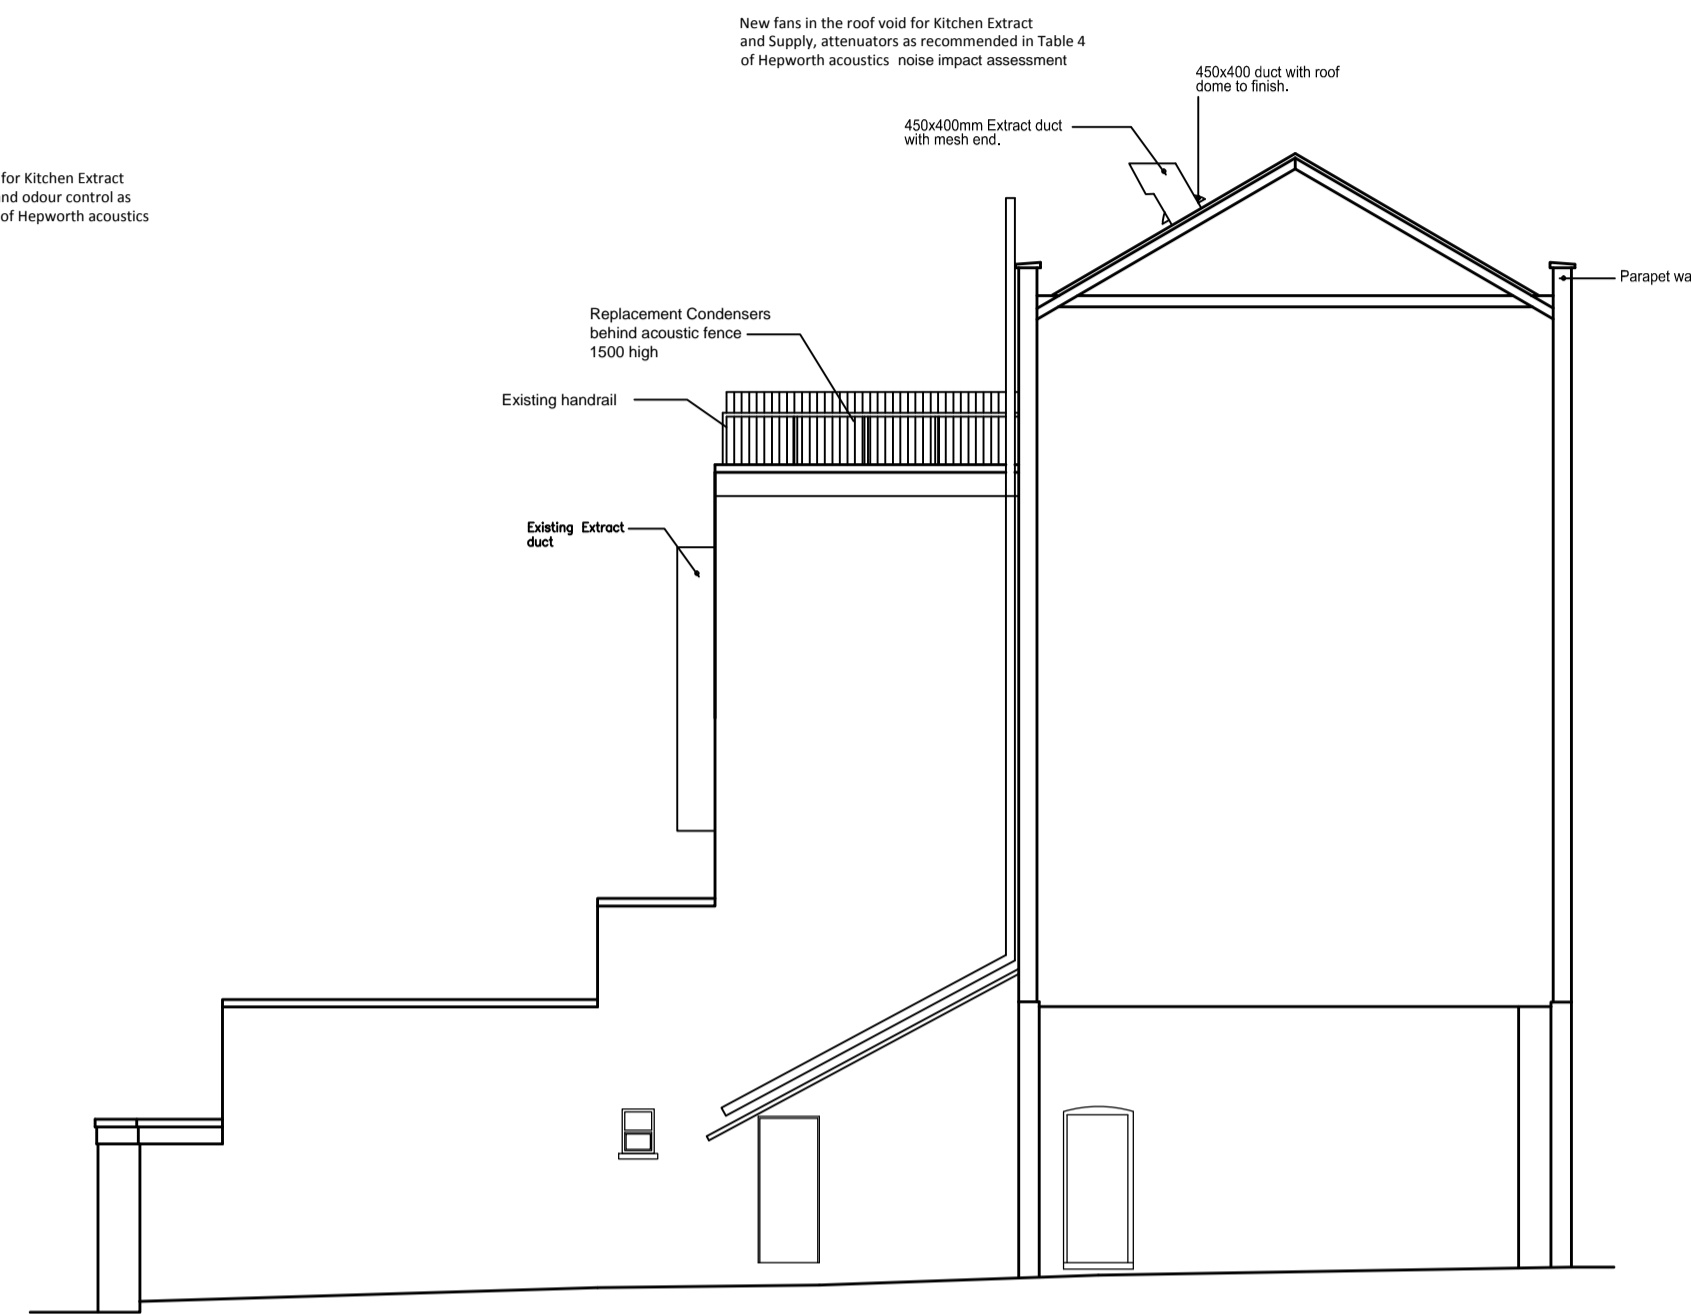 New fans in the roof void for Kitchen Extract
and Supply, attenuators as recommended in Table 4
of Hepworth acoustics noise impact assessment
450x400 duct with roof
dome to finish.
450x400mm Extract duct
with mesh end.
for Kitchen Extract
nd odour control as
of Hepworth acoustics
Parapet wa
Replacement Condensers
behind acoustic fence
1500 high
Existing handrail
Existing Extract
duct